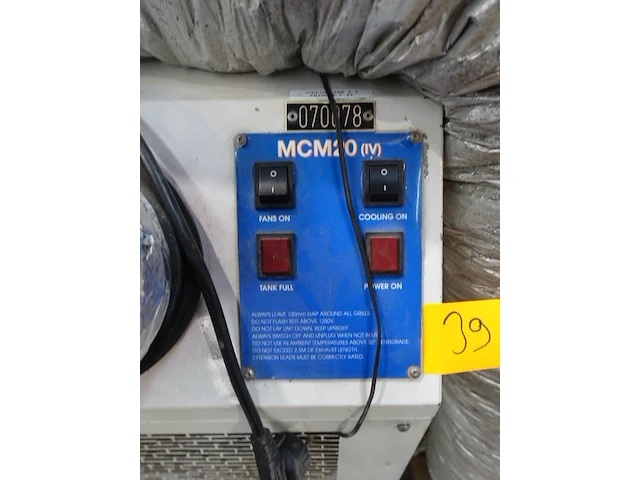 070078
MCM20 (IV)
O O
I I
FANS ON COOLING ON
TANK FULL POWER ON
ALWAYS LEAVE 100mm GAP AROUND ALL GRILLS.
DO NOT FLASH TEST ABOVE 1250V.
DO NOT LAY UNIT DOWN, KEEP UPRIGHT.
ALWAYS SWITCH OFF AND UNPLUG WHEN NOT IN USE.
DO NOT USE IN AMBIENT TEMPERATURES ABOVE 35° CENTIGRADE.
DO NOT EXCEED 2.5M OF EXHAUST LENGTH.
EXTENSION LEADS MUST BE CORRECTLY RATED.
39